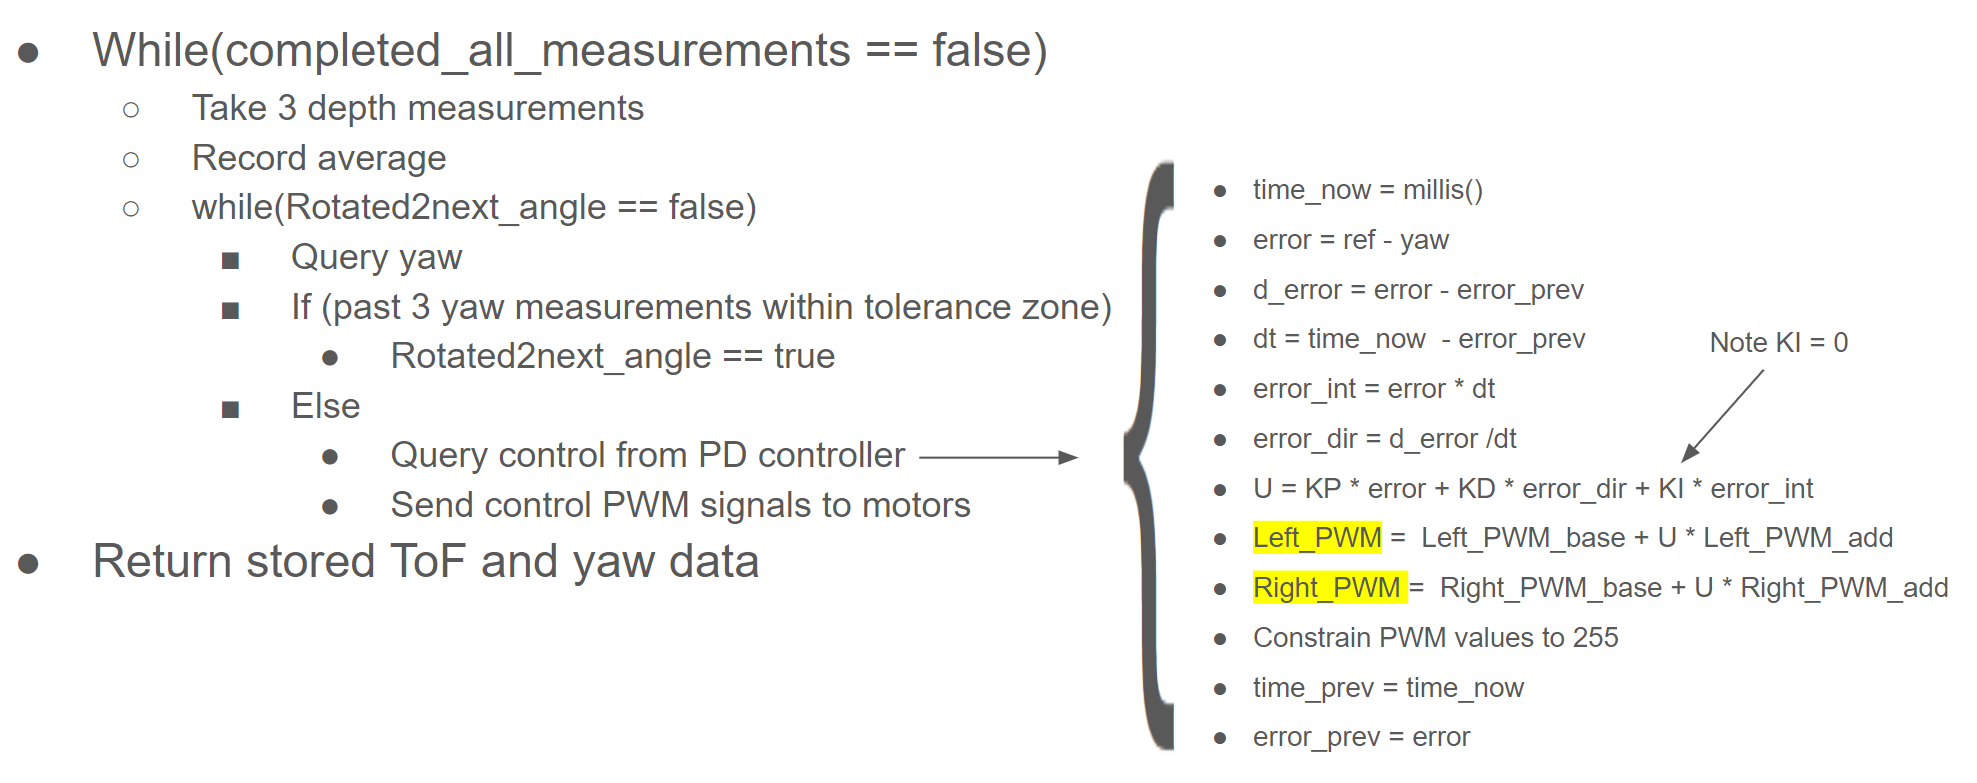 While(completed_all_measurements == false)
Take 3 depth measurements
Record average
while(Rotated2next_angle == false)
Query yaw
If (past 3 yaw measurements within tolerance zone)
Rotated2next_angle == true
Else
Query control from PD controller
Send control PWM signals to motors
Return stored ToF and yaw data
time_now = millis()
error = ref - yaw
d_error = error - error_prev
dt = time_now - error_prev
error_int = error * dt
error_dir = d_error /dt
Note KI = 0
U = KP * error + KD * error_dir + KI * error_int
Left_PWM = Left_PWM_base + U * Left_PWM_add
Right_PWM = Right_PWM_base + U * Right_PWM_add
Constrain PWM values to 255
time_prev = time_now
error_prev = error